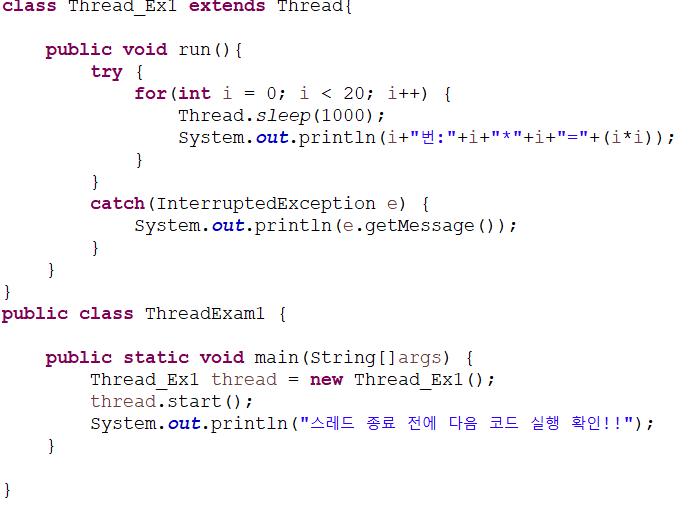 class Thread_Ex1 extends Thread{
public void run(){
try {
for(int i = 0; i < 20; i++) {
Thread.sleep(1000);
System.out.println(i+"번:"+i+"*"+i+"="+(i*i));
}
}
catch(InterruptedException e) {
System.out.println(e.getMessage());
}
}
}
public class ThreadExam1 {
public static void main(String[]args) {
Thread_Ex1 thread = new Thread_Ex1();
thread.start();
System.out.println("스레드 종료 전에 다음 코드 실행 확인!!");
}
}